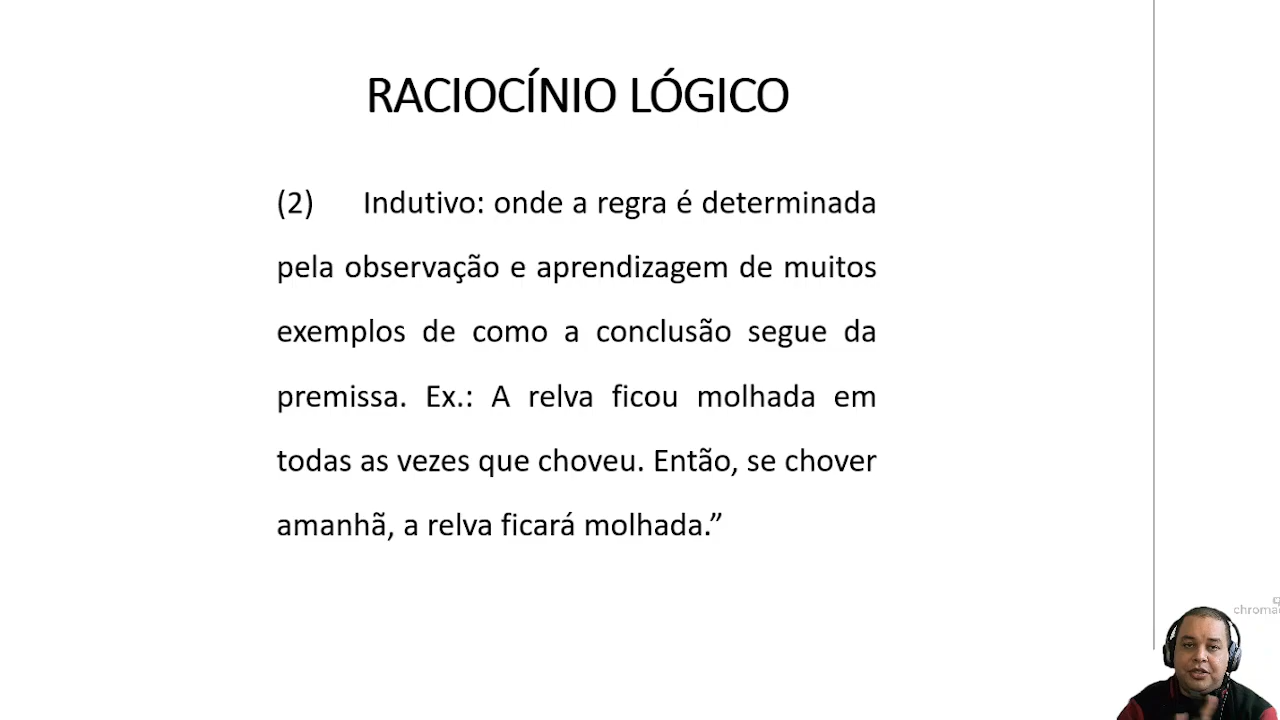 RACIOCÍNIO LÓGICO
(2) Indutivo: onde a regra é determinada
pela observação e aprendizagem de muitos
exemplos de como a conclusão segue da
premissa. Ex.: A relva ficou molhada em
todas as vezes que choveu. Então, se chover
amanhã, a relva ficará molhada.”